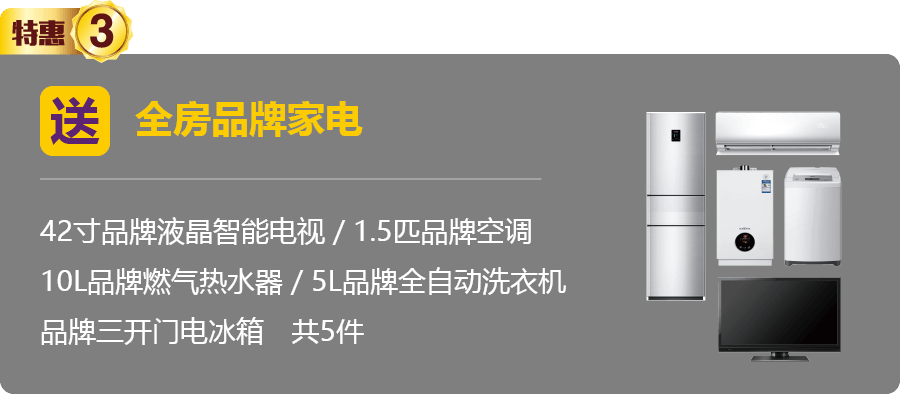 特惠 3
送 全房品牌家电
42寸品牌液晶智能电视 / 1.5匹品牌空调
10L品牌燃气热水器 / 5L品牌全自动洗衣机
品牌三开门电冰箱 共5件